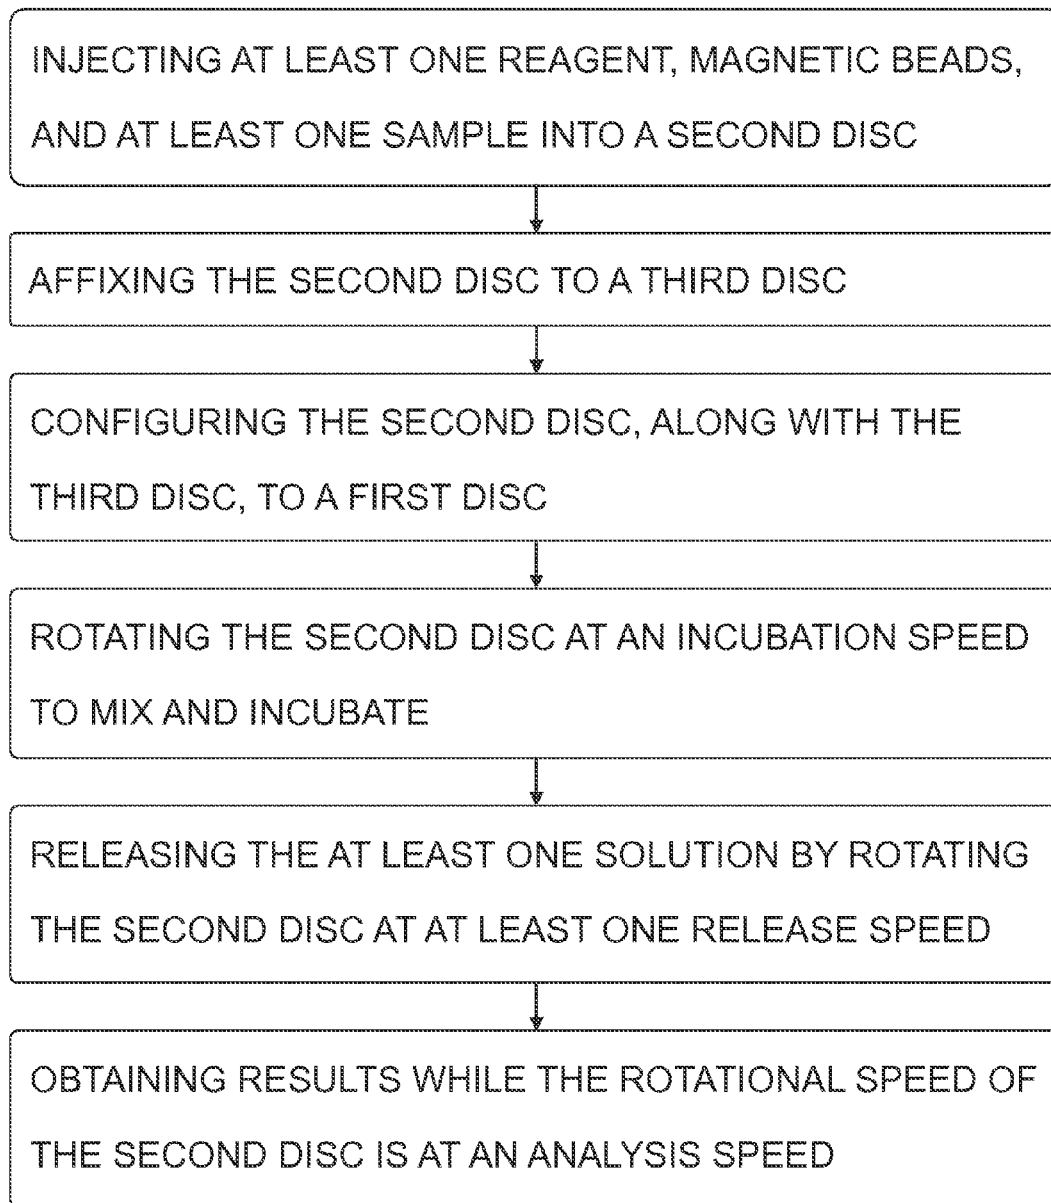 INJECTING AT LEAST ONE REAGENT, MAGNETIC BEADS,
AND AT LEAST ONE SAMPLE INTO A SECOND DISC
AFFIXING THE SECOND DISC TO A THIRD DISC
CONFIGURING THE SECOND DISC, ALONG WITH THE
THIRD DISC, TO A FIRST DISC
ROTATING THE SECOND DISC AT AN INCUBATION SPEED
TO MIX AND INCUBATE
RELEASING THE AT LEAST ONE SOLUTION BY ROTATING
THE SECOND DISC AT AT LEAST ONE RELEASE SPEED
OBTAINING RESULTS WHILE THE ROTATIONAL SPEED OF
THE SECOND DISC IS AT AN ANALYSIS SPEED